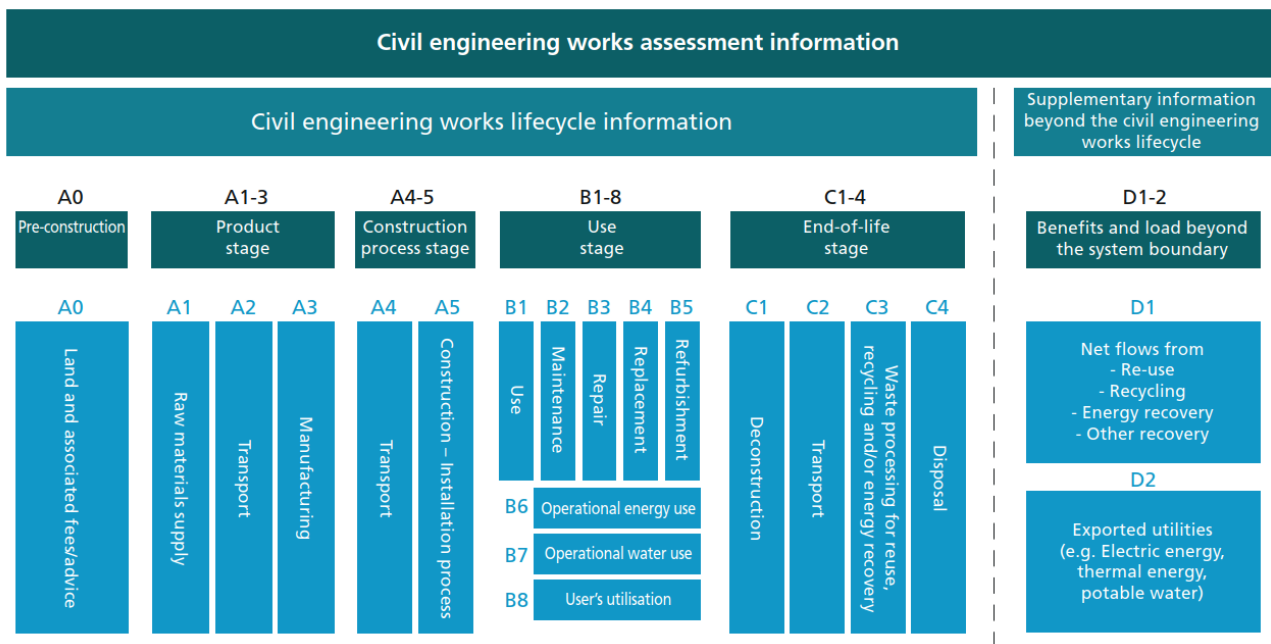 Civil engineering works assessment information
Civil engineering works lifecycle information
Supplementary information
beyond the civil engineering
works lifecycle
A0
Pre-construction
A1-3
Product
stage
A4-5
Construction
process stage
B1-8
Use
stage
C1-4
End-of-life
stage
D1-2
Benefits and load beyond
the system boundary
A0
Land and associated
fees/advice
A1
Raw materials supply
A2
Transport
A3
Manufacturing
A4
Transport
A5
Construction – Installation process
B1
Use
B2
Maintenance
B3
Repair
B4
Replacement
B5
Refurbishment
B6
Operational energy use
B7
Operational water use
B8
User's utilisation
C1
Deconstruction
C2
Transport
C3
Waste processing for reuse,
recycling and/or energy recovery
C4
Disposal
D1
Net flows from
- Re-use
- Recycling
- Energy recovery
- Other recovery
D2
Exported utilities
(e.g. Electric energy,
thermal energy,
potable water)